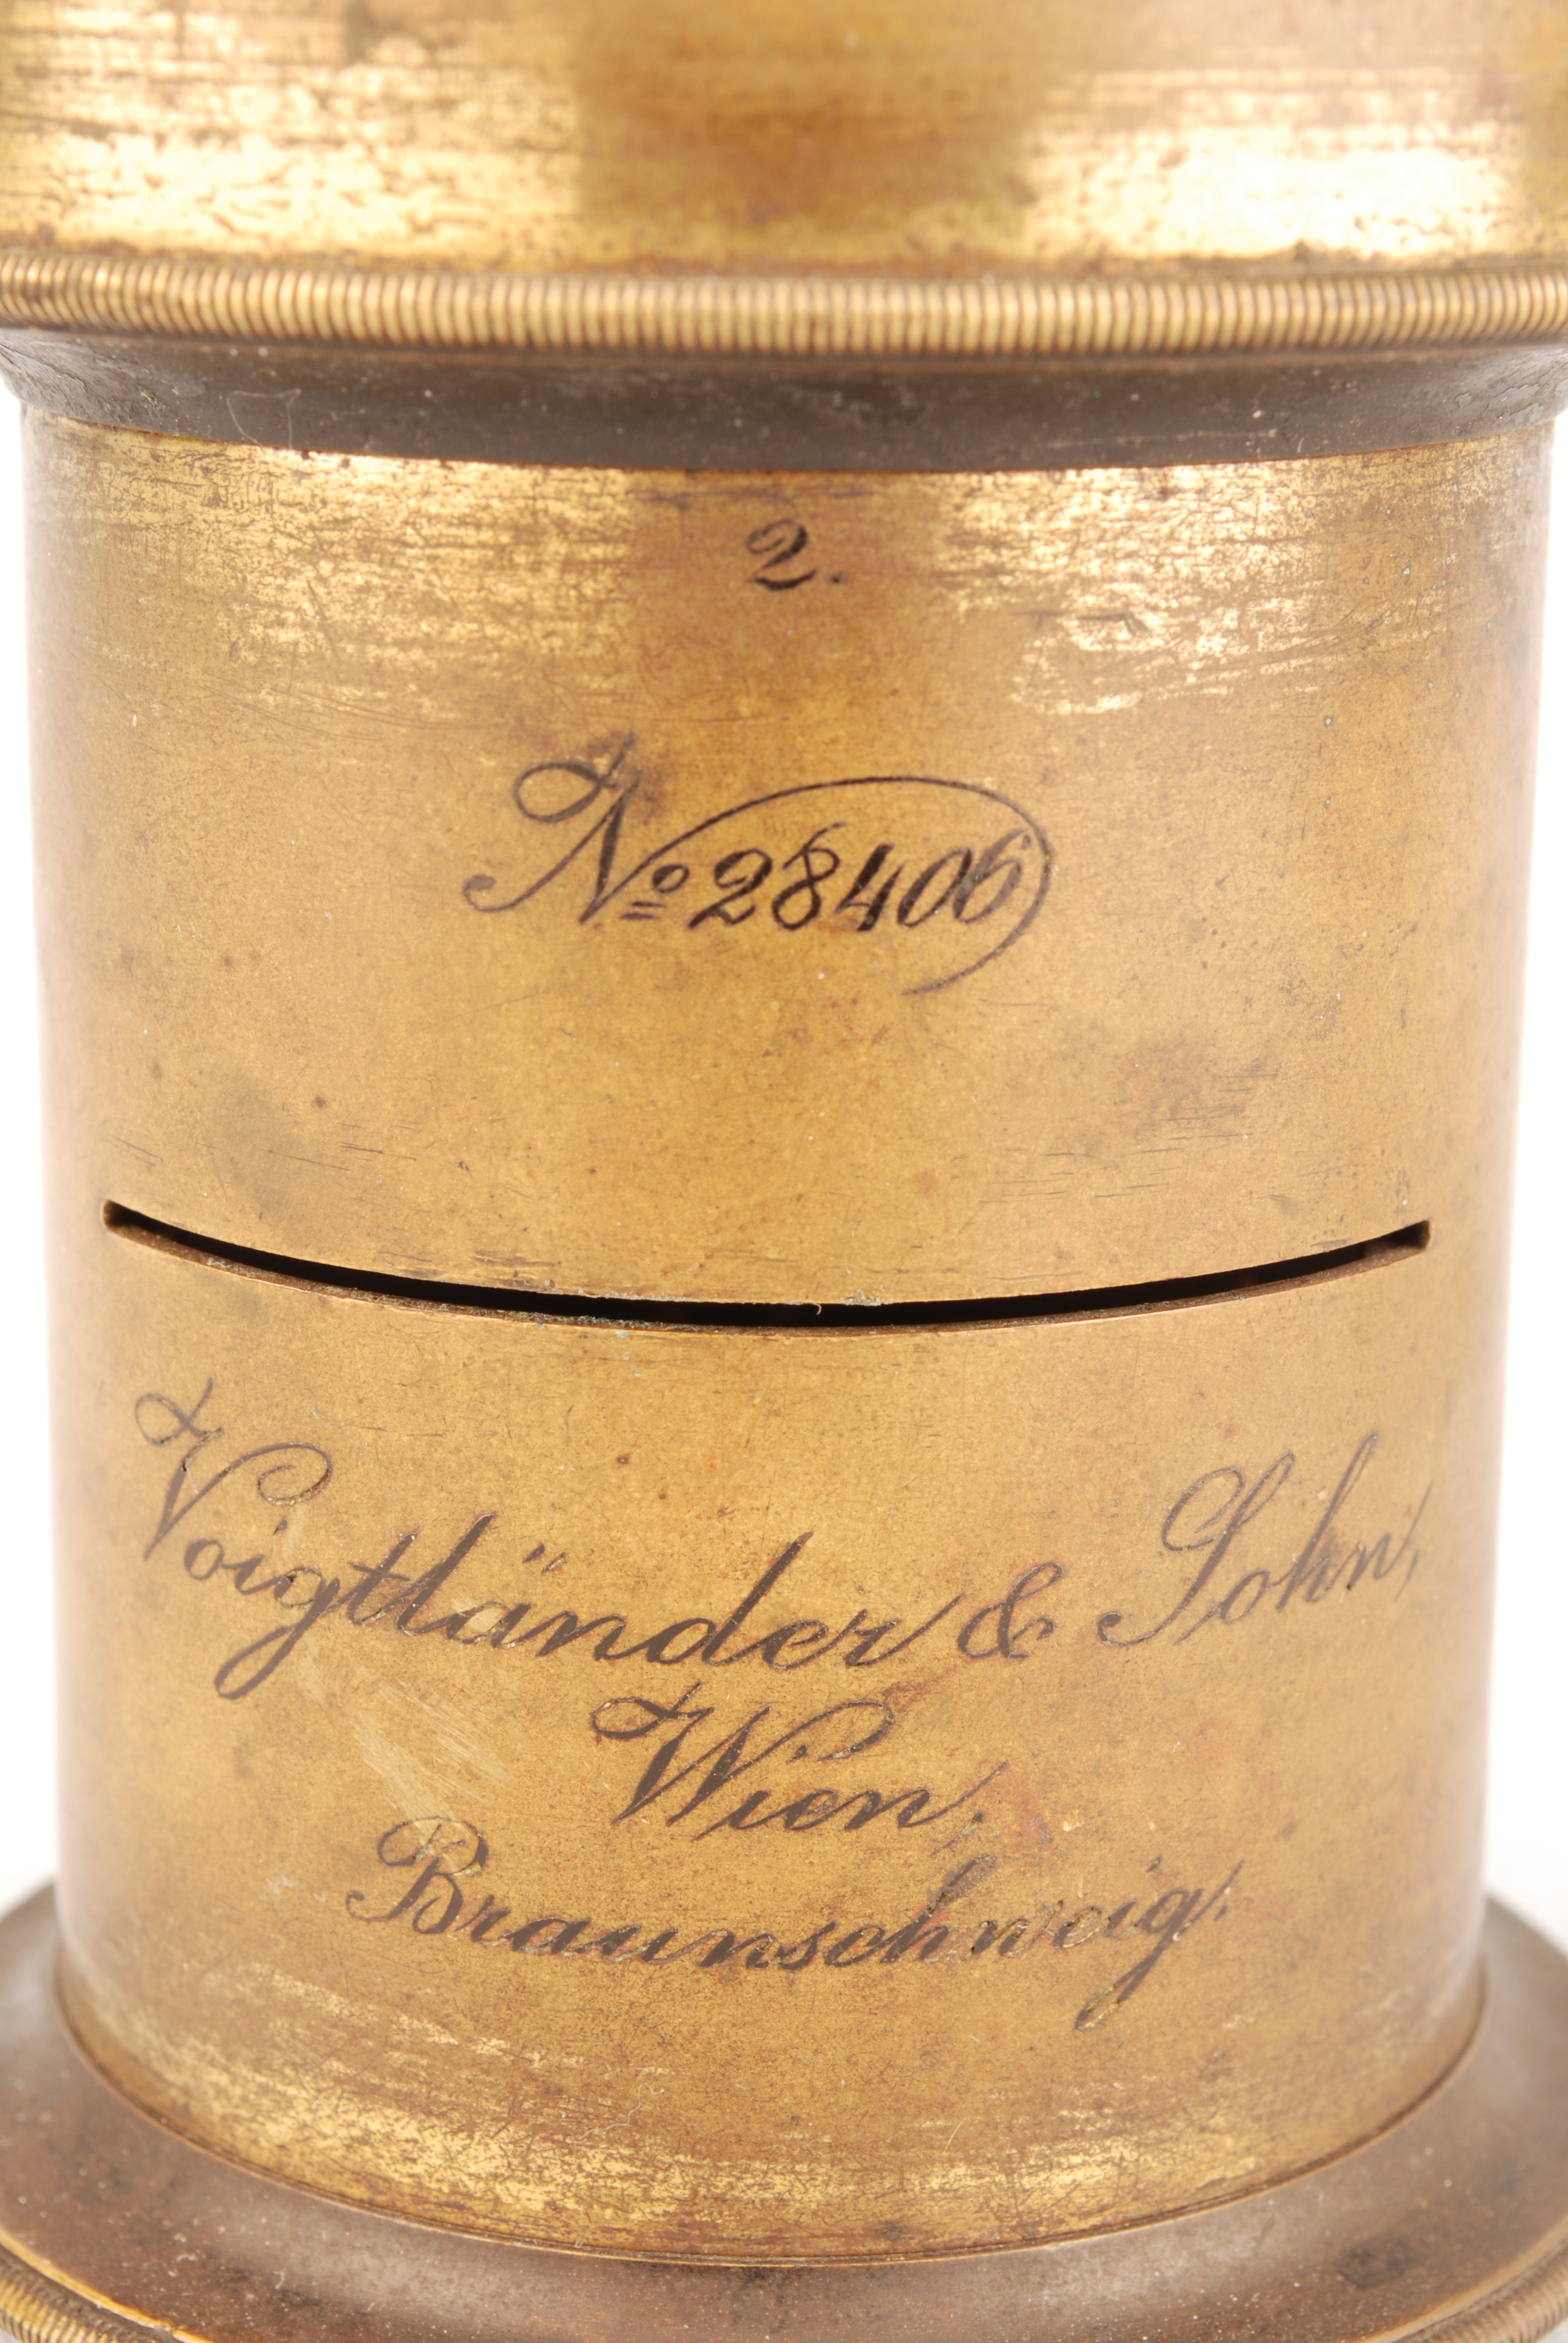 2.
No 28406
Voigtländer & Sohn,
Wien,
Braunschweig.